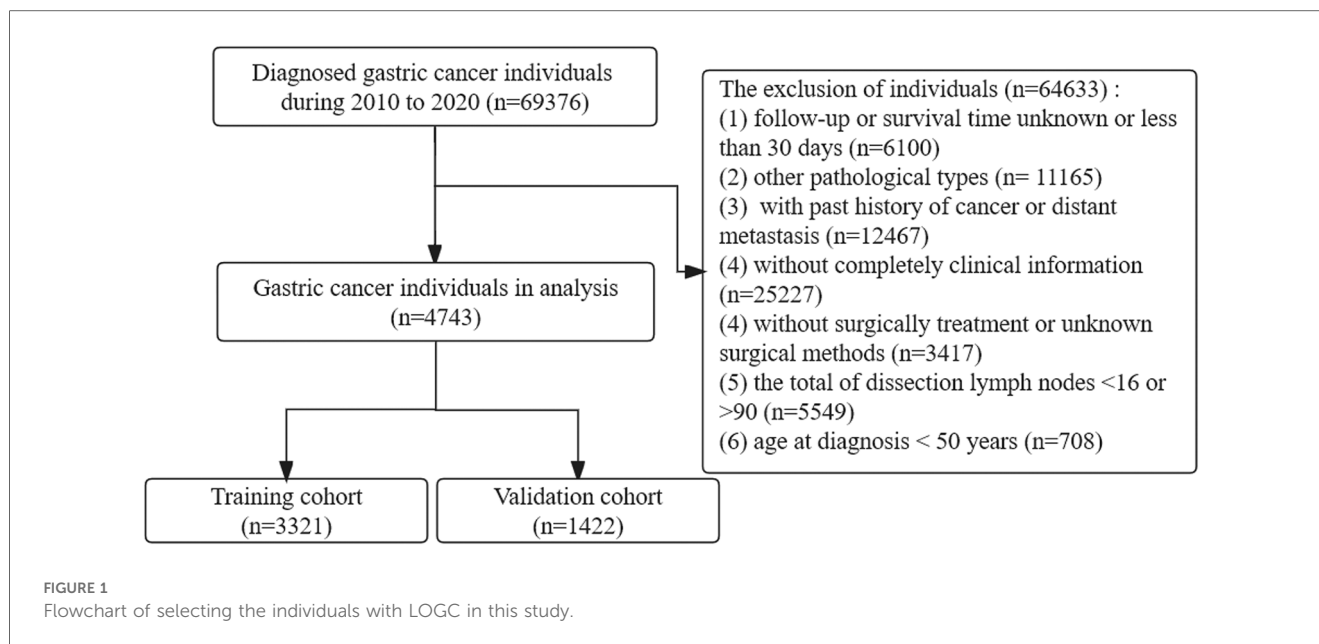 Diagnosed gastric cancer individuals
during 2010 to 2020 (n=69376)
The exclusion of individuals (n=64633) :
(1) follow-up or survival time unknown or less
than 30 days (n=6100)
(2) other pathological types (n= 11165)
(3) with past history of cancer or distant
metastasis (n=12467)
(4) without completely clinical information
(n=25227)
(4) without surgically treatment or unknown
surgical methods (n=3417)
(5) the total of dissection lymph nodes <16 or
>90 (n=5549)
(6) age at diagnosis < 50 years (n=708)
Gastric cancer individuals in analysis
(n=4743)
Training cohort
(n=3321)
Validation cohort
(n=1422)
FIGURE 1
Flowchart of selecting the individuals with LOGC in this study.